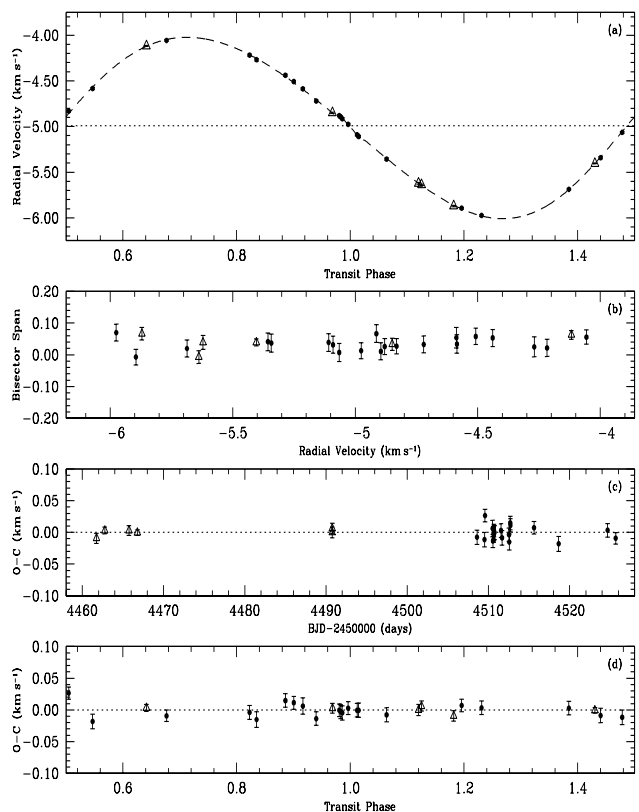 (a)
−4.00
−4.50
−5.00
−5.50
−6.00
Radial Velocity (km s⁻¹)
0.6 0.8 1.0 1.2 1.4
Transit Phase
(b)
0.20
0.10
0.00
−0.10
−0.20
Bisector Span
−6 −5.5 −5 −4.5 −4
Radial Velocity (km s⁻¹)
(c)
0.10
0.05
0.00
−0.05
−0.10
O−C (km s⁻¹)
4460 4470 4480 4490 4500 4510 4520
BJD−2450000 (days)
(d)
0.10
0.05
0.00
−0.05
−0.10
O−C (km s⁻¹)
0.6 0.8 1.0 1.2 1.4
Transit Phase